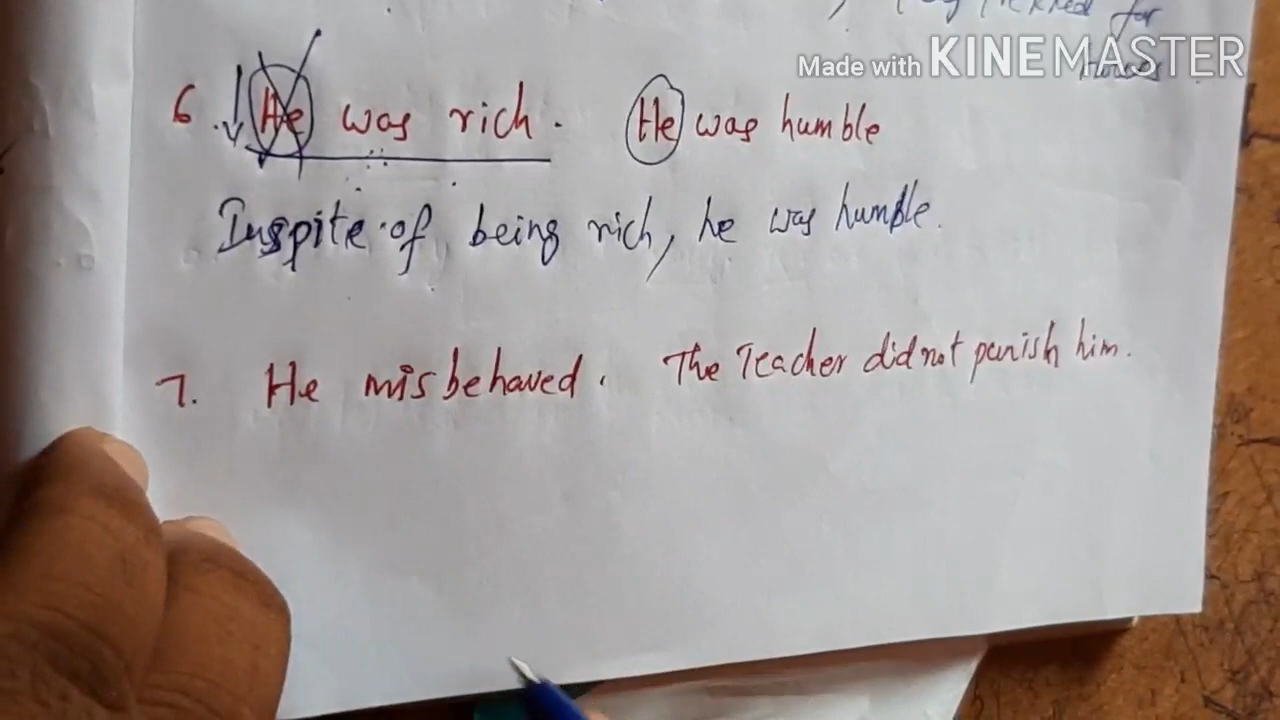 for
Made with KINEMASTER
6. He was rich. He was humble
Inspite of being rich, he was humble.
7. He misbehaved. The Teacher did not punish him.